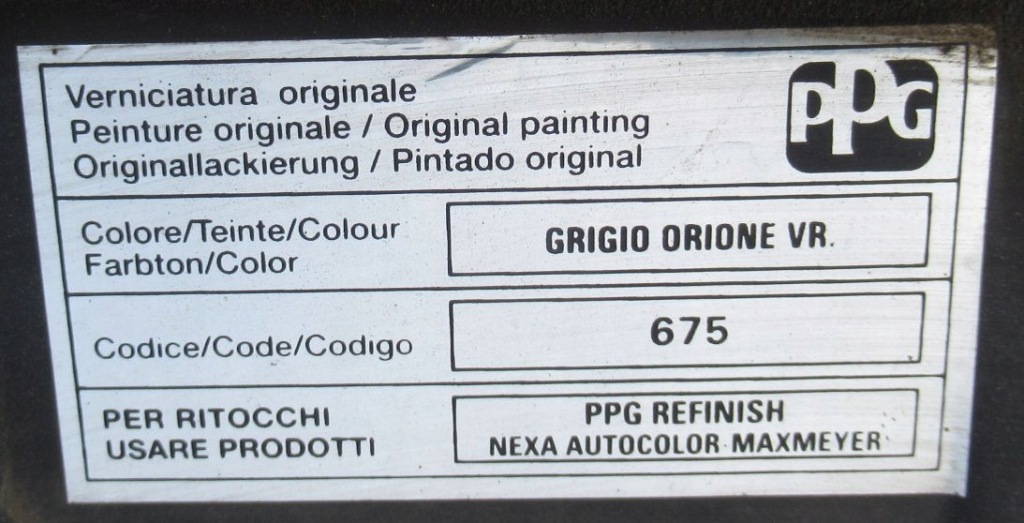 Verniciatura originale
Peinture originale / Original painting
Originallackierung / Pintado original
PPG
Colore/Teinte/Colour
Farbton/Color
GRIGIO ORIONE VR.
Codice/Code/Codigo
675
PER RITOCCHI
USARE PRODOTTI
PPG REFINISH
NEXA AUTOCOLOR·MAXMEYER